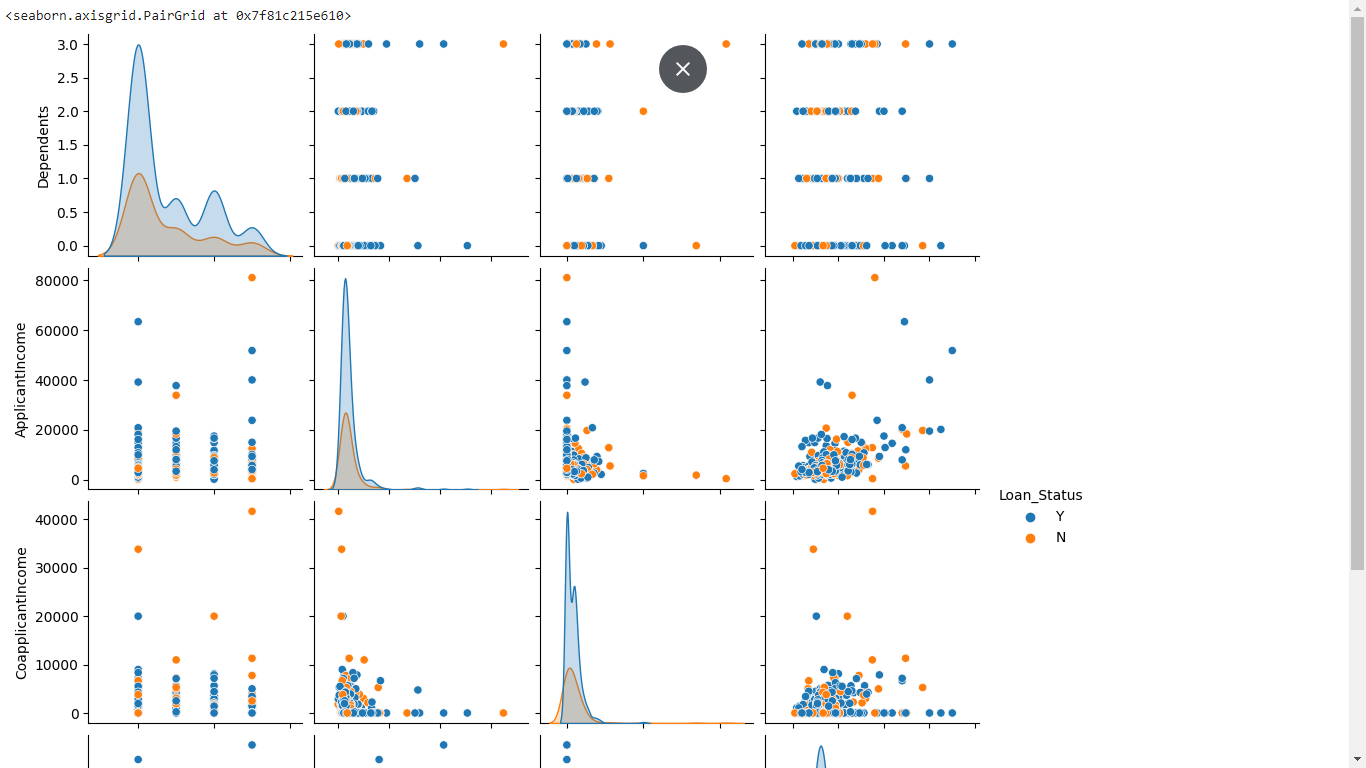 <seaborn.axisgrid.PairGrid at 0x7f81c215e610>
3.0
2.5
2.0
1.5
1.0
0.5
0.0
Dependents
80000
60000
40000
20000
0
ApplicantIncome
40000
30000
20000
10000
0
CoapplicantIncome
Loan_Status
Y
N